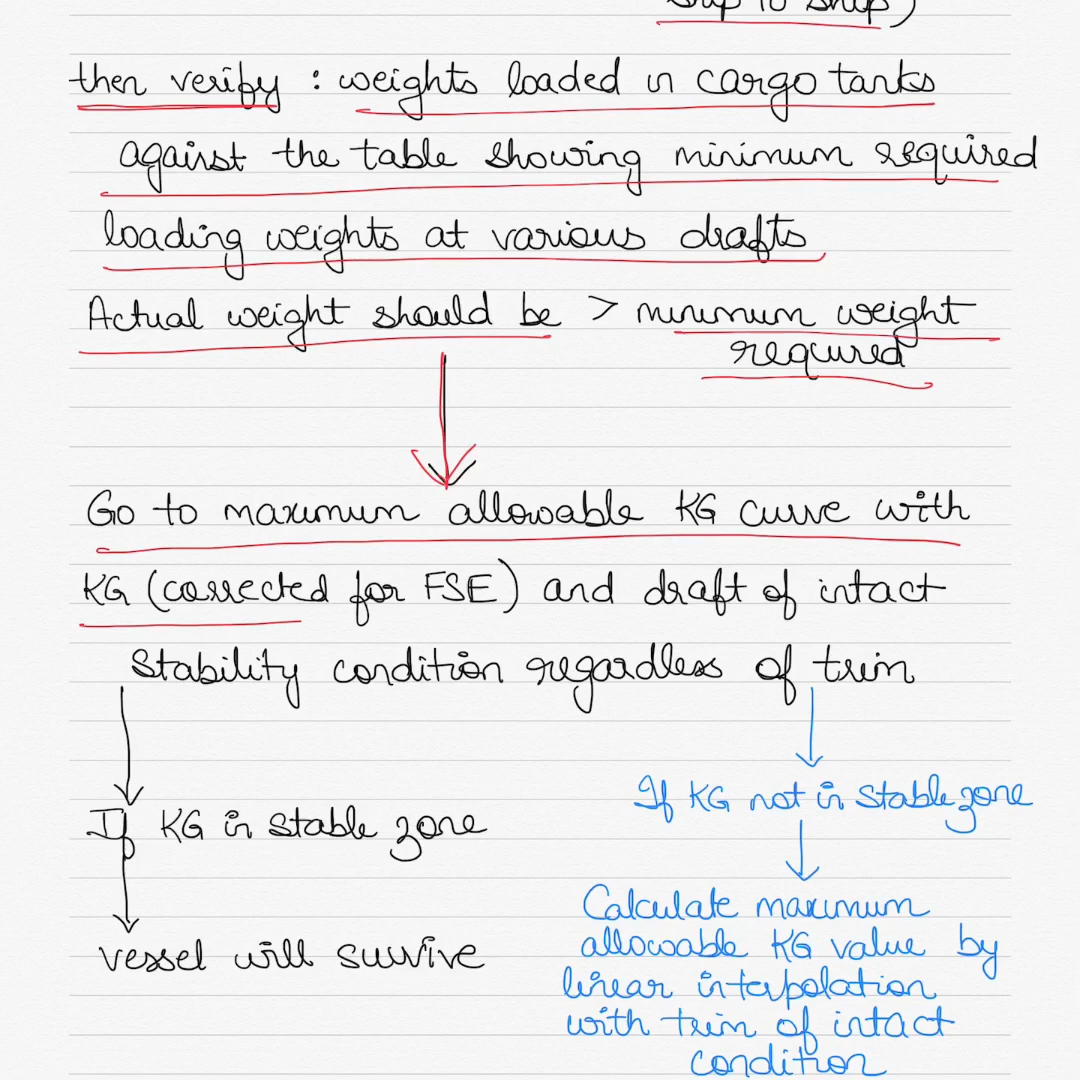 ship to ship)
then verify : weights loaded in cargo tanks
against the table showing minimum required
loading weights at various drafts
Actual weight should be > minimum weight
required
Go to maximum allowable KG curve with
KG (corrected for FSE) and draft of intact
stability condition regardless of trim
If KG in stable zone
vessel will survive
If KG not in stable zone
Calculate maximum
allowable KG value by
linear interpolation
with trim of intact
condition